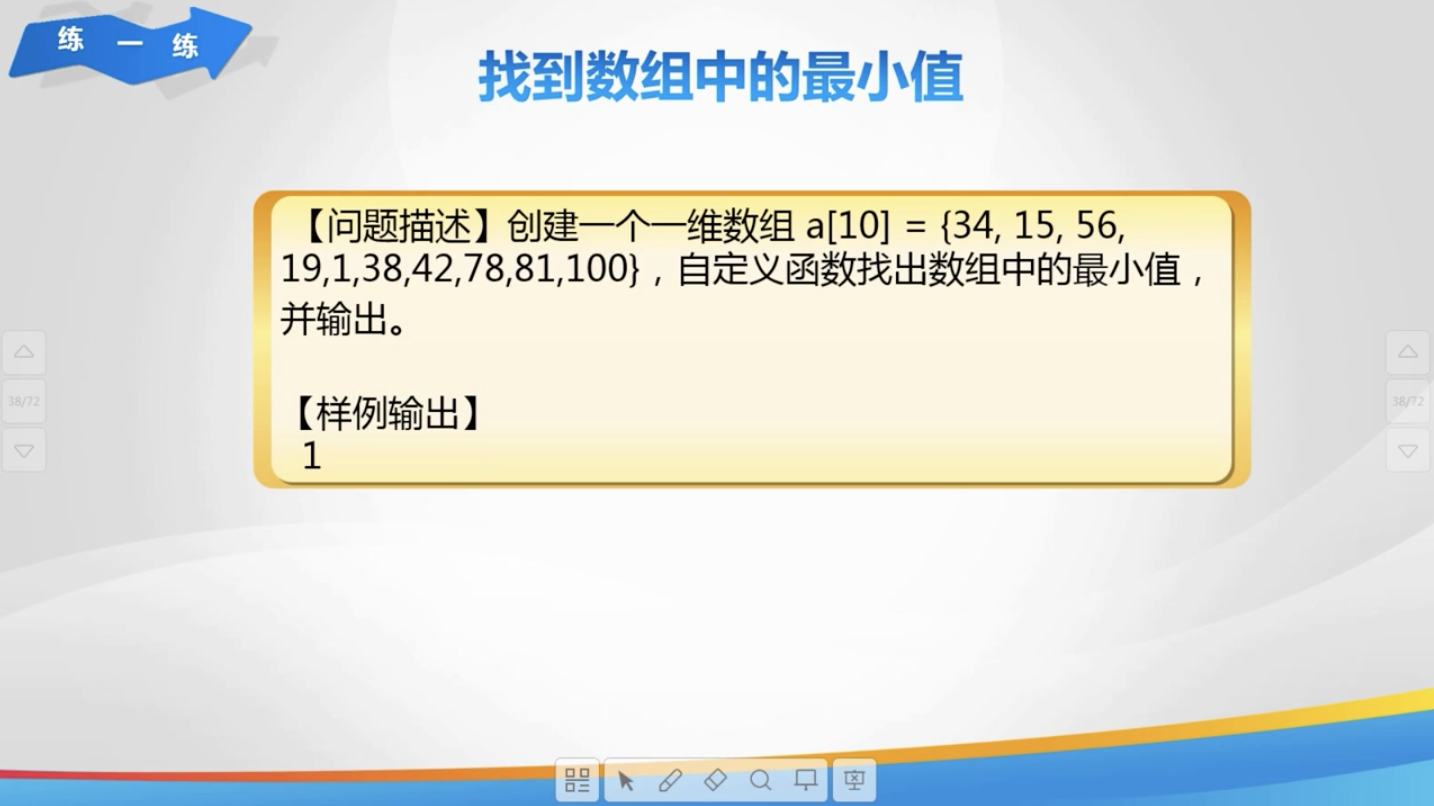 练一练
找到数组中的最小值
【问题描述】创建一个一维数组 a[10] = {34, 15, 56,
19,1,38,42,78,81,100}，自定义函数找出数组中的最小值，
并输出。
【样例输出】
1
38/72
38/72